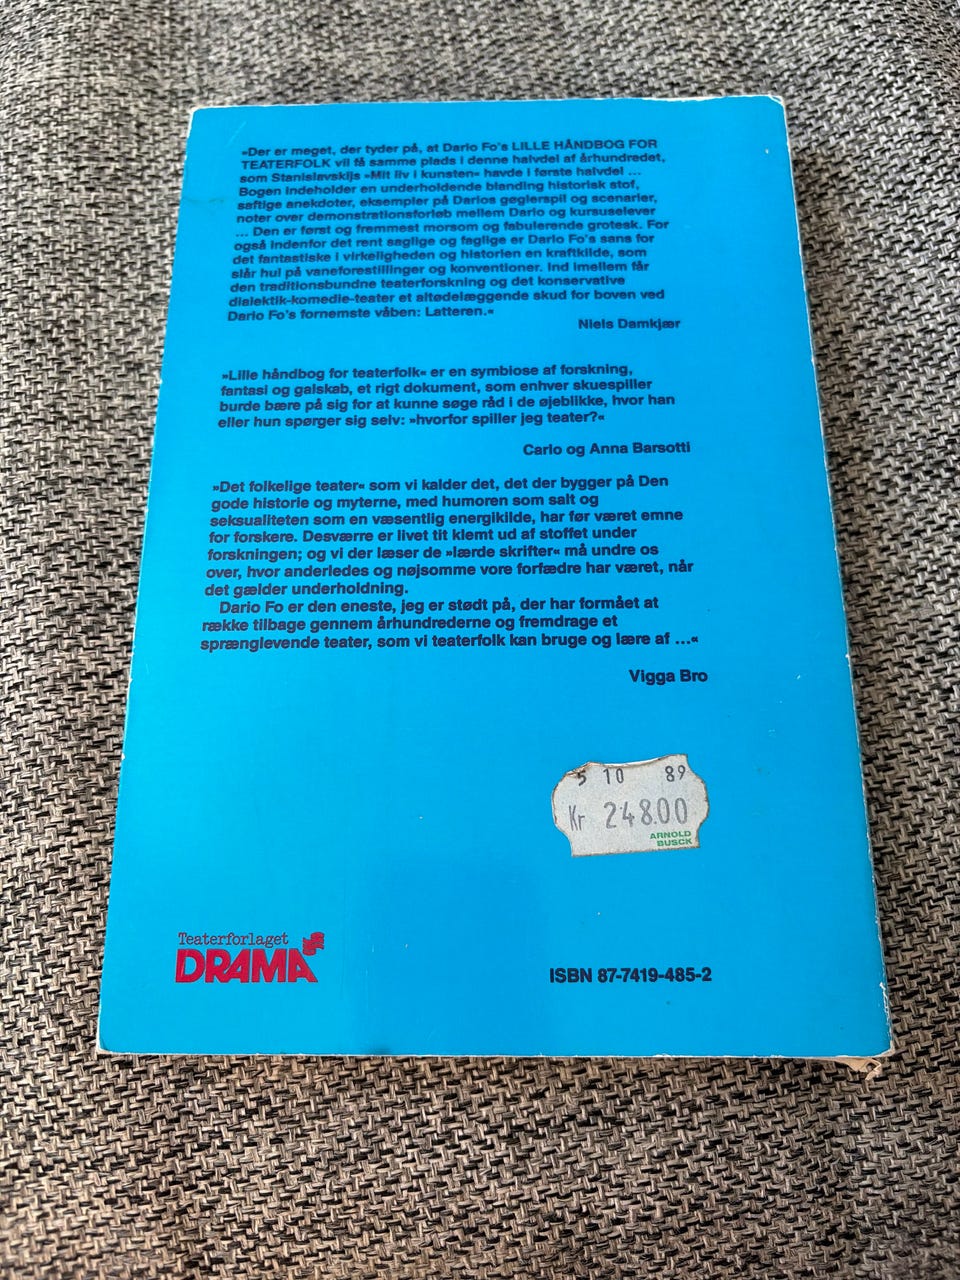 »Der er meget, der tyder på, at Dario Fo's LILLE HÅNDBOG FOR
TEATERFOLK vil få samme plads i denne halvdel af århundredet,
som Stanislavskijs »Mit liv i kunsten« havde i første halvdel ...
Bogen indeholder en underholdende blanding historisk stof,
saftige anekdoter, eksempler på Darios gøglerspil og scenarier,
noter over demonstrationsforløb mellem Dario og kursuselever
... Den er først og fremmest morsom og fabulerende grotesk. For
også indenfor det rent saglige og faglige er Dario Fo's sans for
det fantastiske i virkeligheden og historien en kraftkilde, som
slår hul på vaneforestillinger og konventioner. Ind imellem får
den traditionsbundne teaterforskning og det konservative
dialektik-komedie-teater et altødelæggende skud for boven ved
Dario Fo's fornemste våben: Latteren.«
Niels Damkjær
»Lille håndbog for teaterfolk« er en symbiose af forskning,
fantasi og galskab, et rigt dokument, som enhver skuespiller
burde bære på sig for at kunne søge råd i de øjeblikke, hvor han
eller hun spørger sig selv: »hvorfor spiller jeg teater?«
Carlo og Anna Barsotti
»Det folkelige teater« som vi kalder det, det der bygger på Den
gode historie og myterne, med humoren som salt og
seksualiteten som en væsentlig energikilde, har før været emne
for forskere. Desværre er livet tit klemt ud af stoffet under
forskningen; og vi der læser de »lærde skrifter« må undre os
over, hvor anderledes og nøjsomme vore forfædre har været, når
det gælder underholdning.
Dario Fo er den eneste, jeg er stødt på, der har formået at
række tilbage gennem århundrederne og fremdrage et
sprænglevende teater, som vi teaterfolk kan bruge og lære af ...«
Vigga Bro
5 10 89
Kr 248.00
ARNOLD
BUSCK
Teaterforlaget
DRAMA
ISBN 87-7419-485-2